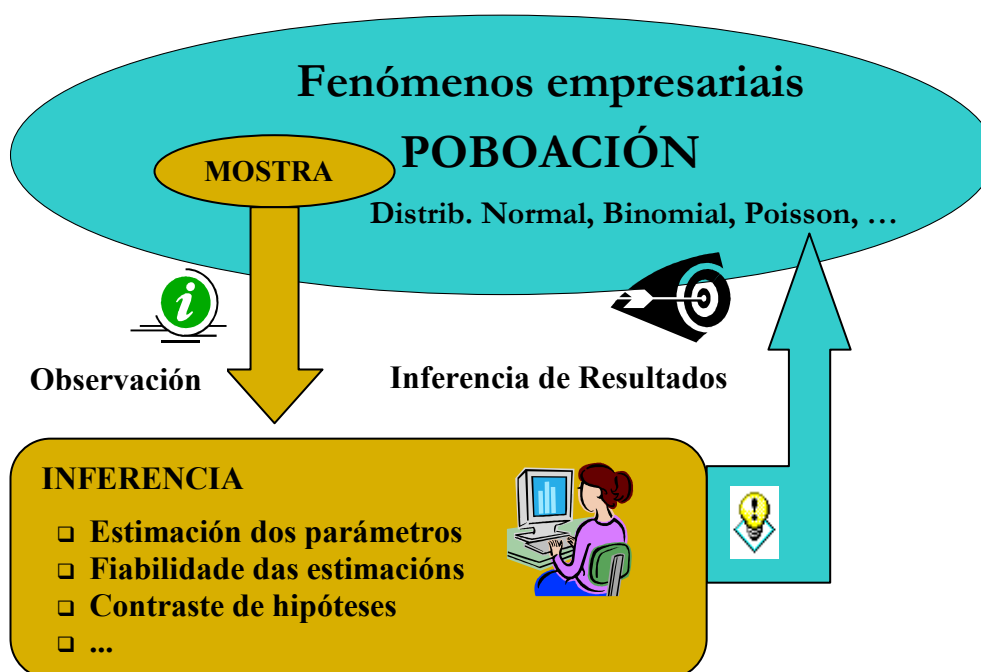 Fenómenos empresariais
POBOACIÓN
MOSTRA
Distrib. Normal, Binomial, Poisson, …
Observación
Inferencia de Resultados
INFERENCIA
Estimación dos parámetros
Fiabilidade das estimacións
Contraste de hipóteses
...